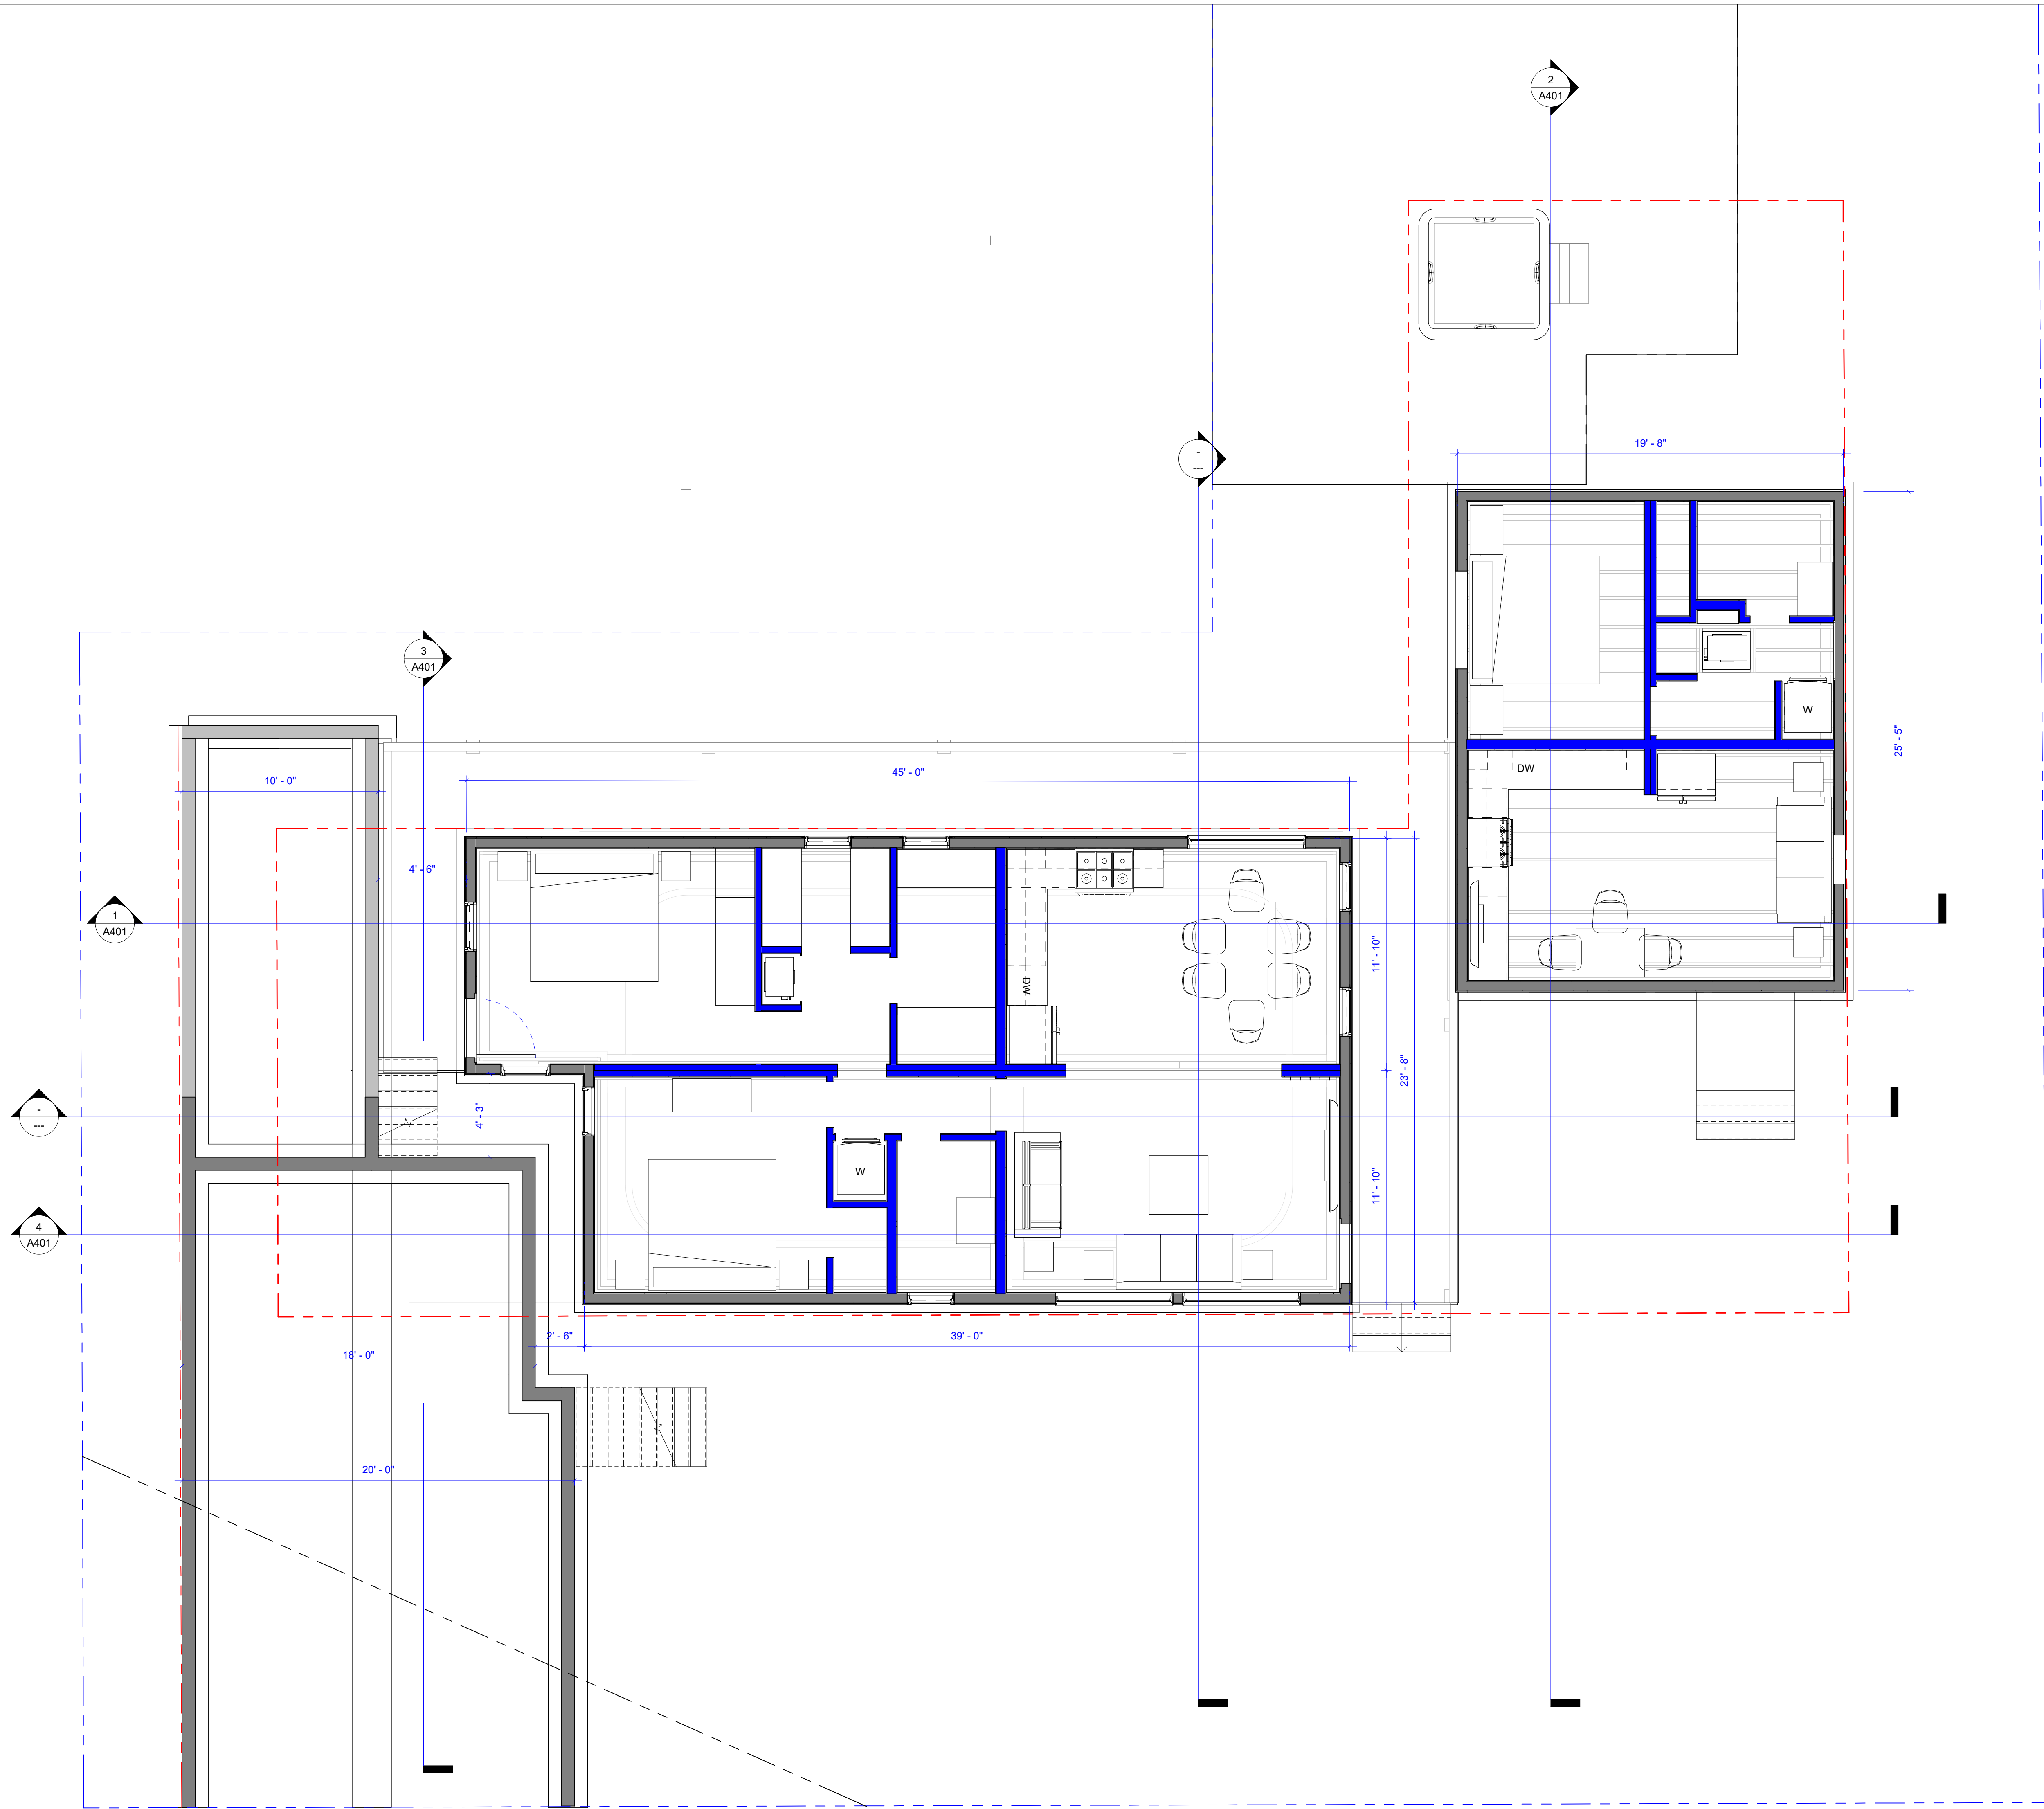 2
A401
19' - 8"
-
---
3
A401
25' - 5"
W
DW
10' - 0"
45' - 0"
4' - 6"
1
A401
11' - 10"
DW
23' - 8"
-
---
4' - 3"
W
11' - 10"
4
A401
2' - 6"
39' - 0"
18' - 0"
20' - 0"